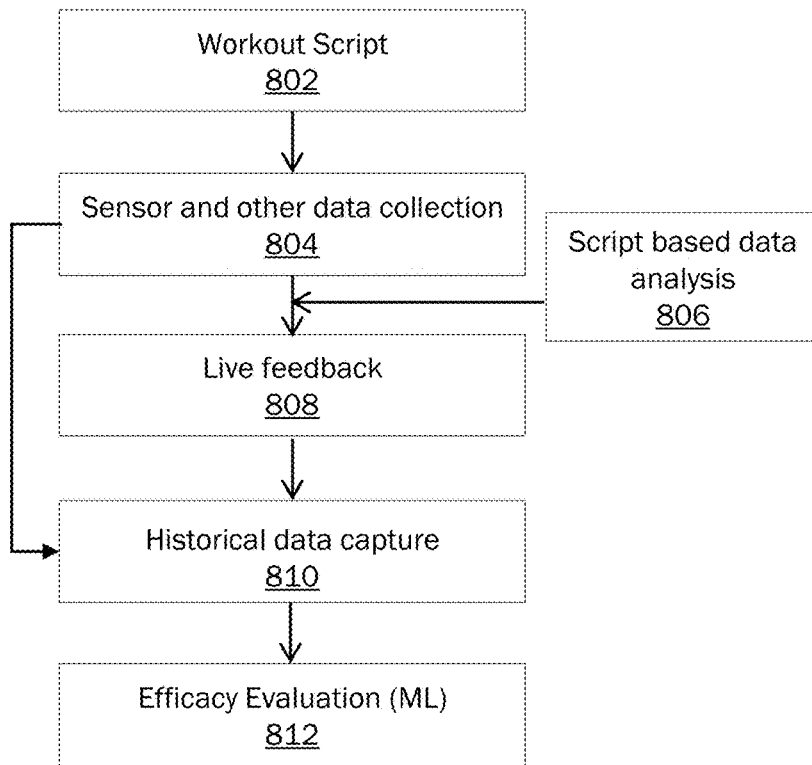 Workout Script
802
Sensor and other data collection
804
Script based data
analysis
806
Live feedback
808
Historical data capture
810
Efficacy Evaluation (ML)
812